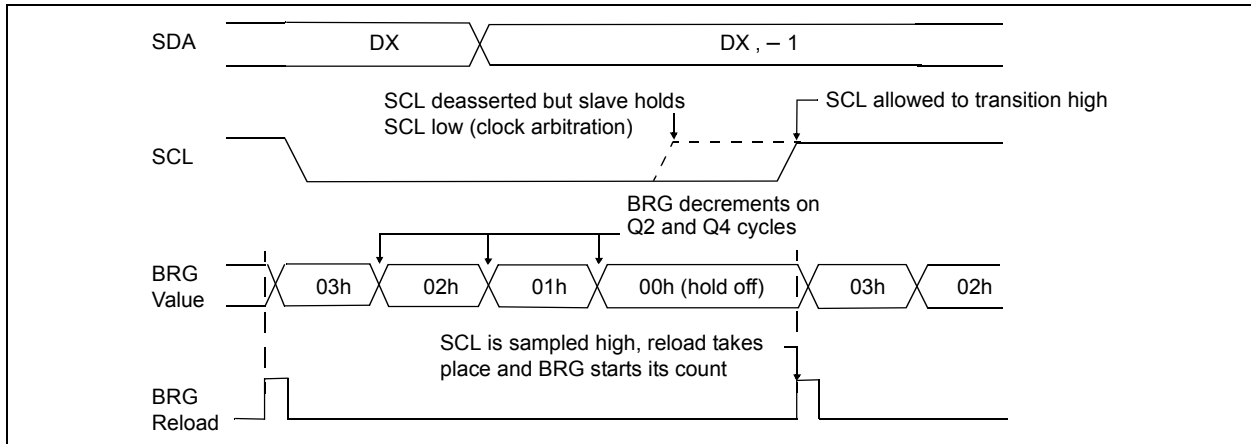 SDA
DX
DX , – 1
SCL deasserted but slave holds
SCL low (clock arbitration)
SCL allowed to transition high
SCL
BRG decrements on
Q2 and Q4 cycles
BRG
Value
03h
02h
01h
00h (hold off)
03h
02h
SCL is sampled high, reload takes
place and BRG starts its count
BRG
Reload